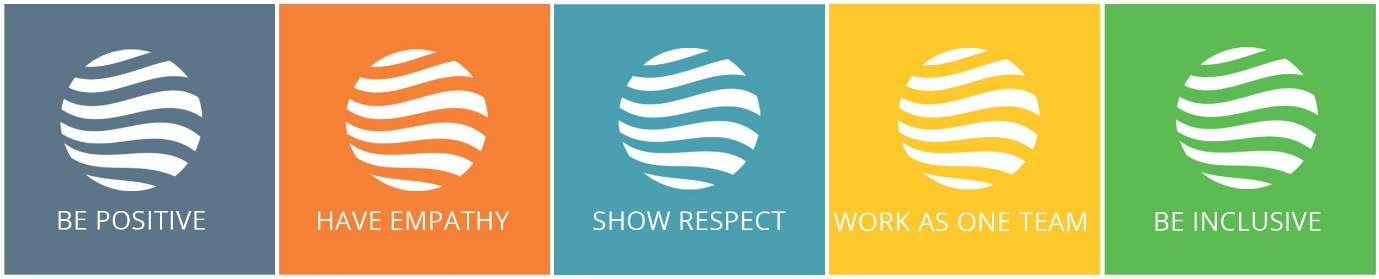 BE POSITIVE
HAVE EMPATHY
SHOW RESPECT
WORK AS ONE TEAM
BE INCLUSIVE